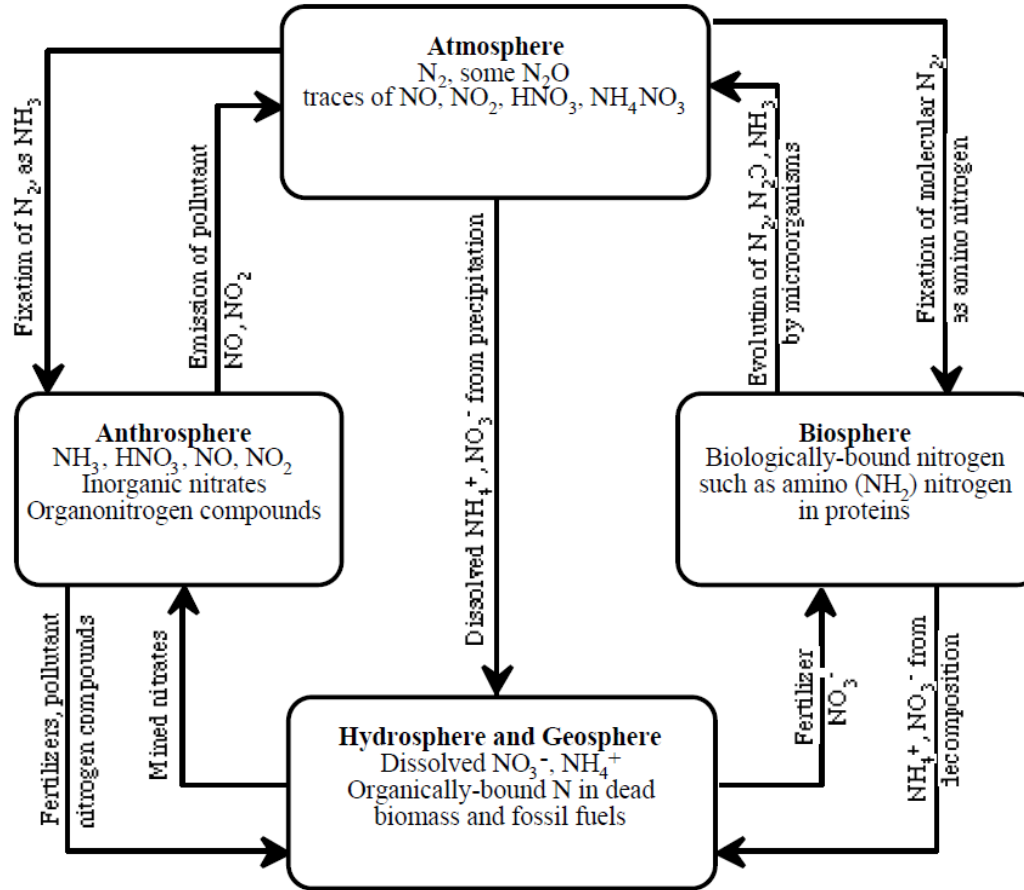 Atmosphere
N₂, some N₂O
traces of NO, NO₂, HNO₃, NH₄NO₃
Fixation of N₂, as NH₃
Emission of pollutant
NO, NO₂
Dissolved NH₄⁺, NO₃⁻ from precipitation
Evolution of N₂, N₂O, NH₃
by microorganisms
Fixation of molecular N₂,
as amino nitrogen
Anthrosphere
NH₃, HNO₃, NO, NO₂
Inorganic nitrates
Organonitrogen compounds
Biosphere
Biologically-bound nitrogen
such as amino (NH₂) nitrogen
in proteins
Fertilizers, pollutant
nitrogen compounds
Mined nitrates
Fertilizer
NO₃⁻
NH₄⁺, NO₃⁻ from
decomposition
Hydrosphere and Geosphere
Dissolved NO₃⁻, NH₄⁺
Organically-bound N in dead
biomass and fossil fuels